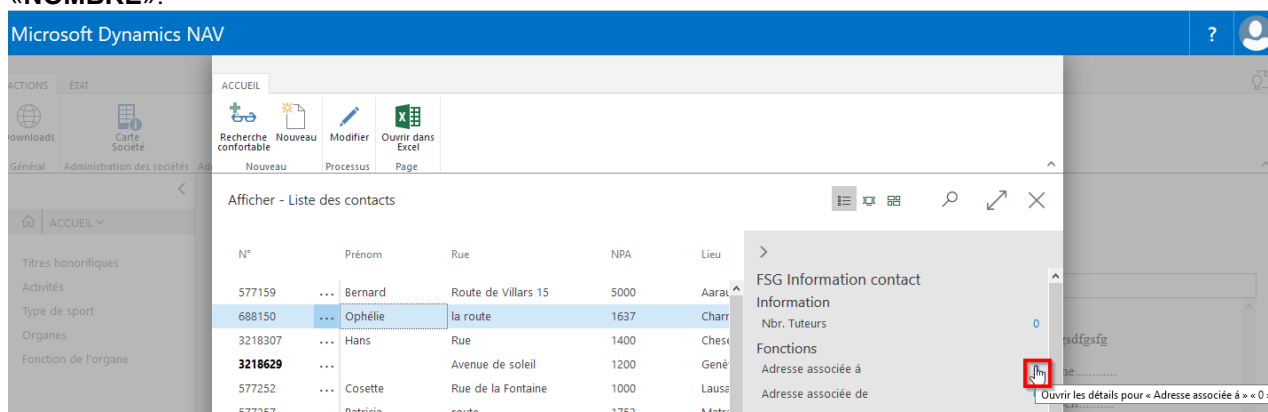 «NOMBRE».
Microsoft Dynamics NAV ?
ACTIONS ÉTAT
Downloads Carte Société
Général Administration des sociétés
ACCUEIL
Titres honorifiques
Activités
Type de sport
Organes
Fonction de l'organe
ACCUEIL
Recherche confortable Nouveau Modifier Ouvrir dans Excel
Nouveau Processus Page
Afficher - Liste des contacts
N° Prénom Rue NPA Lieu
577159 ... Bernard Route de Villars 15 5000 Aarau
688150 ... Ophélie la route 1637 Charr
3218307 ... Hans Rue 1400 Chese
3218629 ... Avenue de soleil 1200 Genè
577252 ... Cosette Rue de la Fontaine 1000 Lausa
577257 ... Patricia route 1752
FSG Information contact
Information
Nbr. Tuteurs 0
Fonctions
Adresse associée á
Adresse associée de
Ouvrir les détails pour « Adresse associée á » « 0 »